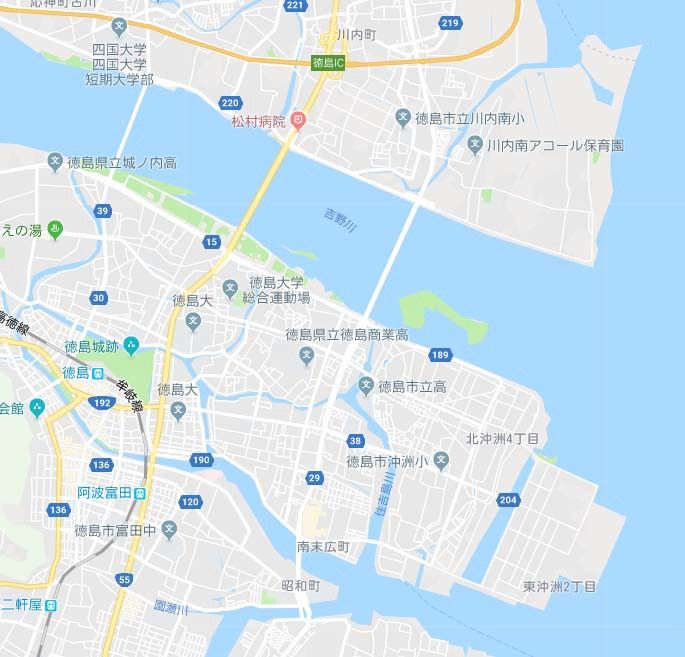 応神町古川
221
219
川内町
四国大学
四国大学
短期大学部
徳島IC
220
松村病院
徳島市立川内南小
川内南アコール保育園
徳島県立城ノ内高
39
吉野川
えの湯
15
30
徳島大学
総合運動場
徳島大
高徳線
徳島城跡
徳島県立徳島商業高
189
徳島
牟岐線
徳島大
徳島市立高
192
会館
38
北沖洲4丁目
136
190
徳島市沖洲小
29
住吉島川
204
阿波富田
120
136
徳島市富田中
南末広町
55
昭和町
東沖洲2丁目
二軒屋
園瀬川